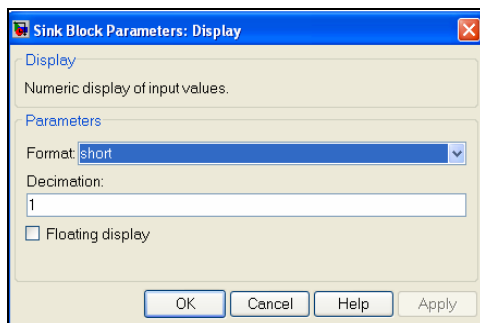 Sink Block Parameters: Display
Display
Numeric display of input values.
Parameters
Format: short
Decimation:
1
Floating display
OK Cancel Help Apply